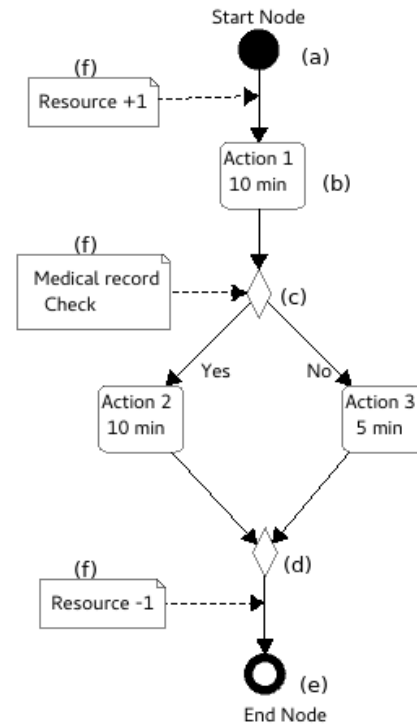 Start Node
(a)
(f)
Resource +1
Action 1
10 min
(b)
(f)
Medical record
Check
(c)
Yes
No
Action 2
10 min
Action 3
5 min
(d)
(f)
Resource -1
(e)
End Node